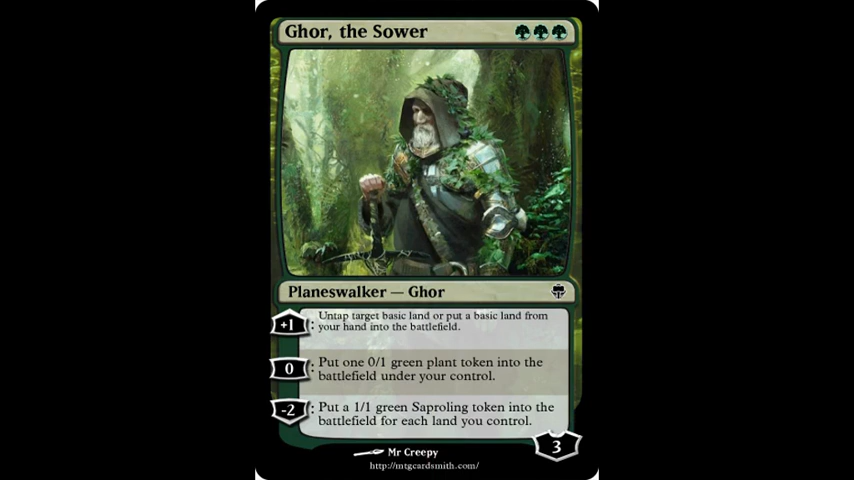 Ghor, the Sower
Planeswalker — Ghor
+1: Untap target basic land or put a basic land from
your hand into the battlefield.
0: Put one 0/1 green plant token into the
battlefield under your control.
-2: Put a 1/1 green Saproling token into the
battlefield for each land you control.
3
Mr Creepy
http://mtgcardsmith.com/